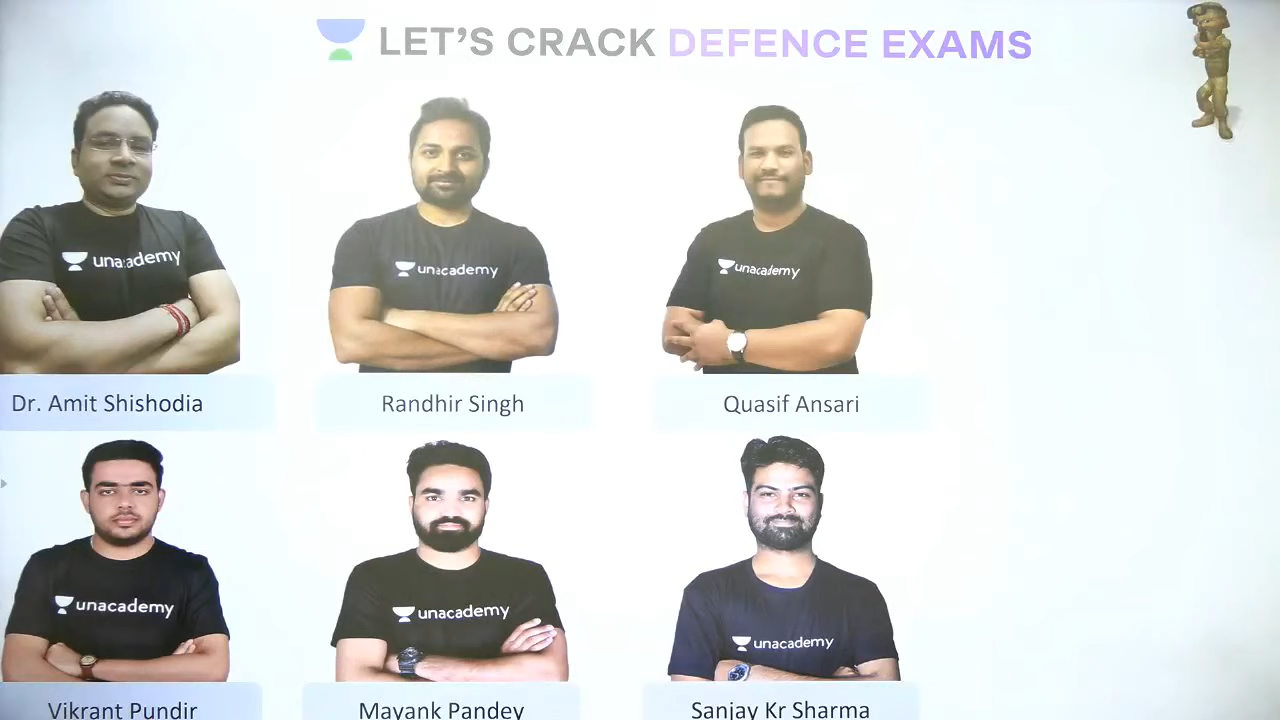 LET'S CRACK DEFENCE EXAMS
unacademy
unacademy
unacademy
Dr. Amit Shishodia
Randhir Singh
Quasif Ansari
unacademy
unacademy
unacademy
Vikrant Pundir
Mayank Pandey
Sanjay Kr Sharma